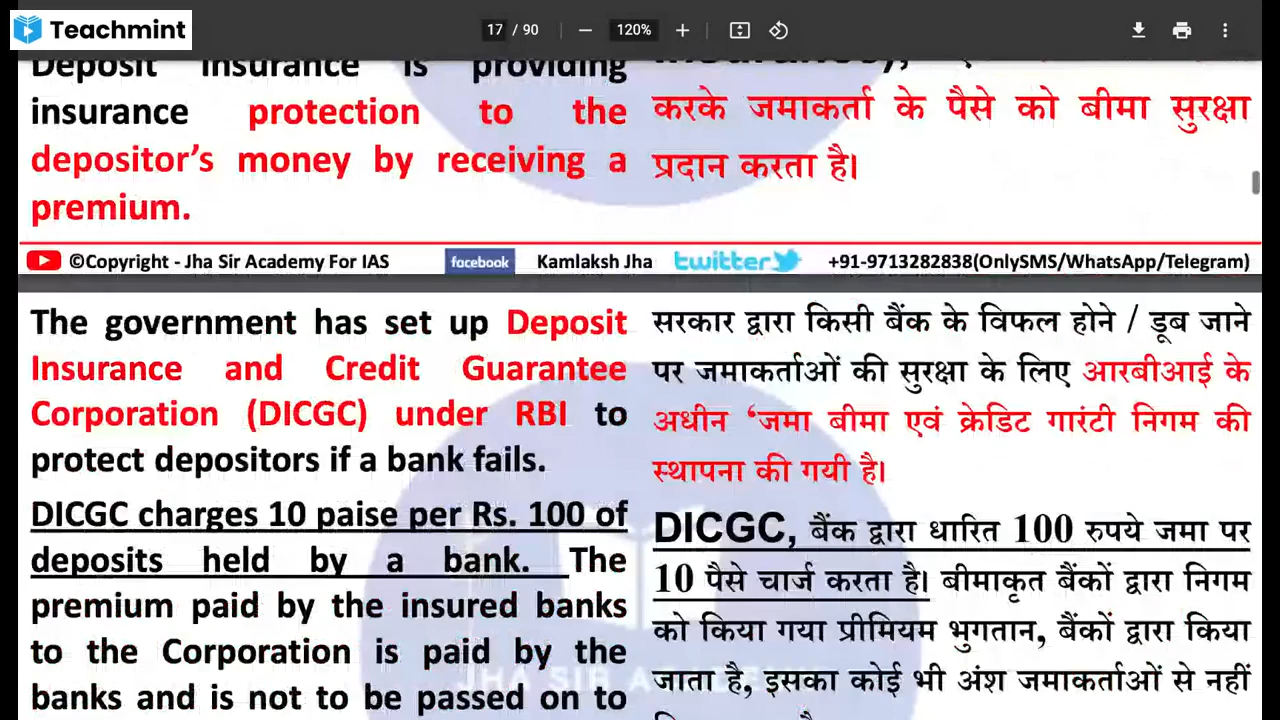 Teachmint
17 / 90
120%
Deposit insurance is providing
insurance protection to the
depositor's money by receiving a
premium.
करके जमाकर्ता के पैसे को बीमा सुरक्षा
प्रदान करता है।
©Copyright - Jha Sir Academy For IAS facebook Kamlaksh Jha twitter +91-9713282838(OnlySMS/WhatsApp/Telegram)
The government has set up Deposit
Insurance and Credit Guarantee
Corporation (DICGC) under RBI to
protect depositors if a bank fails.
DICGC charges 10 paise per Rs. 100 of
deposits held by a bank. The
premium paid by the insured banks
to the Corporation is paid by the
banks and is not to be passed on to
सरकार द्वारा किसी बैंक के विफल होने / डूब जाने
पर जमाकर्ताओं की सुरक्षा के लिए आरबीआई के
अधीन ‘जमा बीमा एवं क्रेडिट गारंटी निगम की
स्थापना की गयी है।
DICGC, बैंक द्वारा धारित 100 रुपये जमा पर
10 पैसे चार्ज करता है। बीमाकृत बैंकों द्वारा निगम
को किया गया प्रीमियम भुगतान, बैंकों द्वारा किया
जाता है, इसका कोई भी अंश जमाकर्ताओं से नहीं
JHA SIR ACADEMY